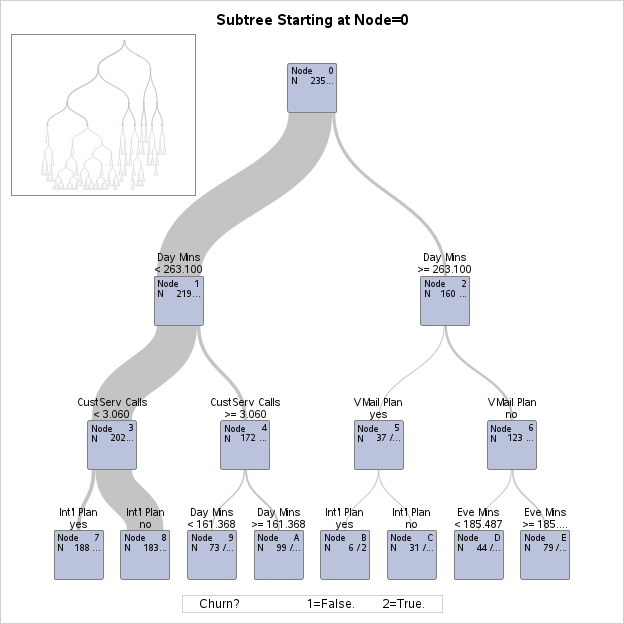 Subtree Starting at Node=0
Node 0
N 235...
Day Mins
< 263.100
Node 1
N 219...
Day Mins
>= 263.100
Node 2
N 160 ...
CustServ Calls
< 3.060
Node 3
N 202...
CustServ Calls
>= 3.060
Node 4
N 172 ...
VMail Plan
yes
Node 5
N 37 /...
VMail Plan
no
Node 6
N 123 ...
Int'l Plan
yes
Node 7
N 188 ...
Int'l Plan
no
Node 8
N 183...
Day Mins
< 161.368
Node 9
N 73 /...
Day Mins
>= 161.368
Node A
N 99 /...
Int'l Plan
yes
Node B
N 6 / 2
Int'l Plan
no
Node C
N 31 /...
Eve Mins
< 185.487
Node D
N 44 /...
Eve Mins
>= 185....
Node E
N 79 /...
Churn? 1=False. 2=True.